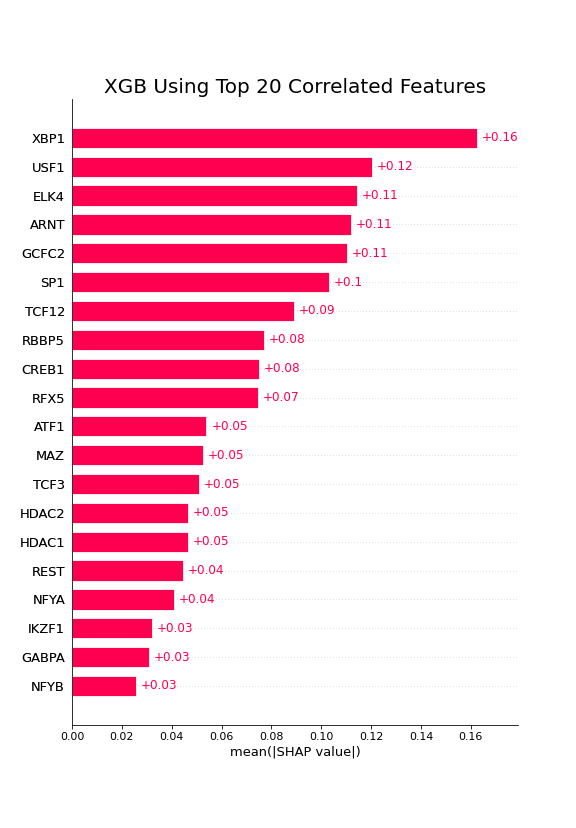 XGB Using Top 20 Correlated Features
XBP1 +0.16
USF1 +0.12
ELK4 +0.11
ARNT +0.11
GCFC2 +0.11
SP1 +0.1
TCF12 +0.09
RBBP5 +0.08
CREB1 +0.08
RFX5 +0.07
ATF1 +0.05
MAZ +0.05
TCF3 +0.05
HDAC2 +0.05
HDAC1 +0.05
REST +0.04
NFYA +0.04
IKZF1 +0.03
GABPA +0.03
NFYB +0.03
0.00 0.02 0.04 0.06 0.08 0.10 0.12 0.14 0.16
mean(|SHAP value|)